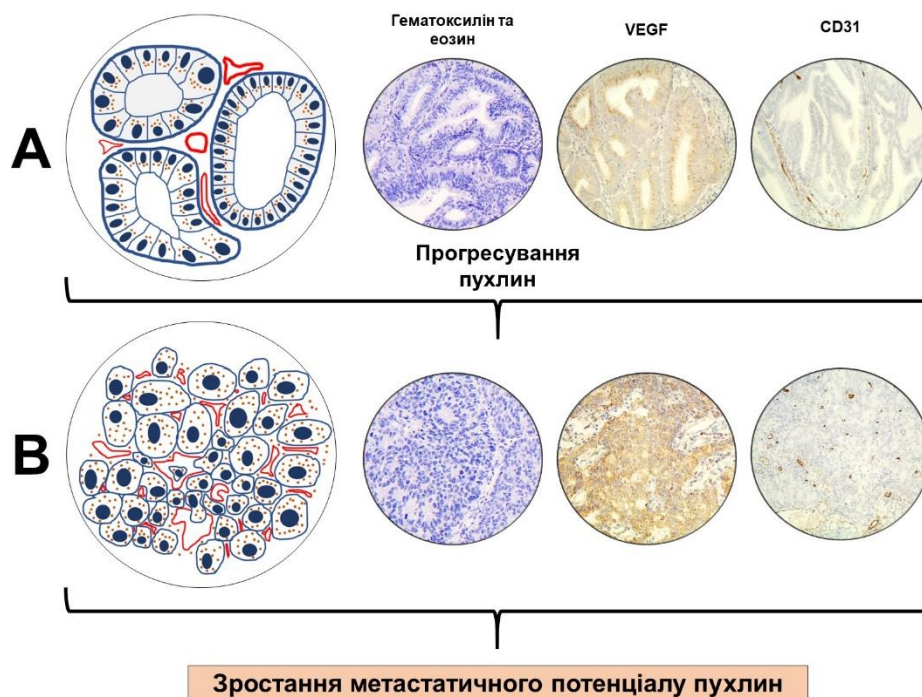 Гематоксилін та
еозин
VEGF
CD31
A
Прогресування
пухлин
B
Зростання метастатичного потенціалу пухлин